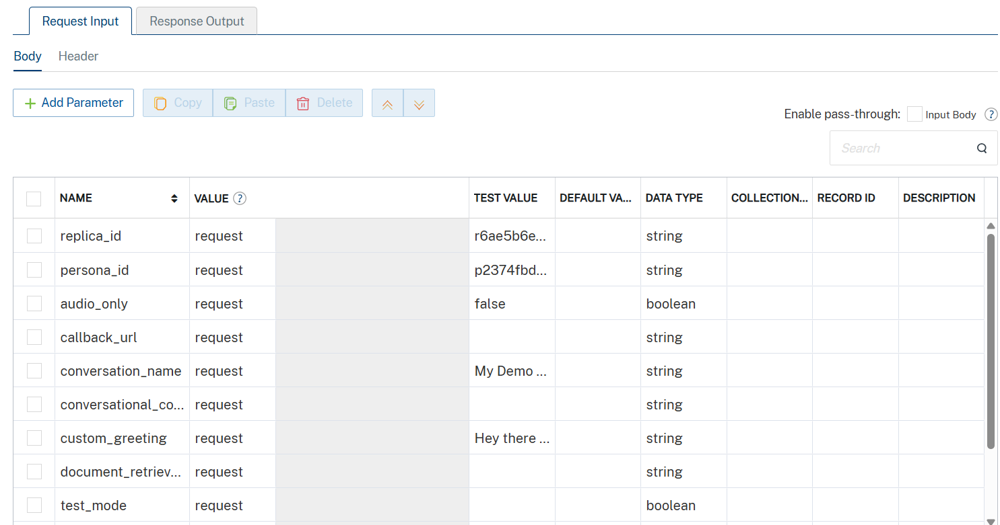 Request Input Response Output
Body Header
Add Parameter Copy Paste Delete
Enable pass-through: Input Body ?
Search
NAME VALUE ? TEST VALUE DEFAULT VA... DATA TYPE COLLECTION... RECORD ID DESCRIPTION
replica_id request r6ae5b6e... string
persona_id request p2374fbd... string
audio_only request false boolean
callback_url request string
conversation_name request My Demo ... string
conversational_co... request string
custom_greeting request Hey there ... string
document_retriev... request string
test_mode request boolean